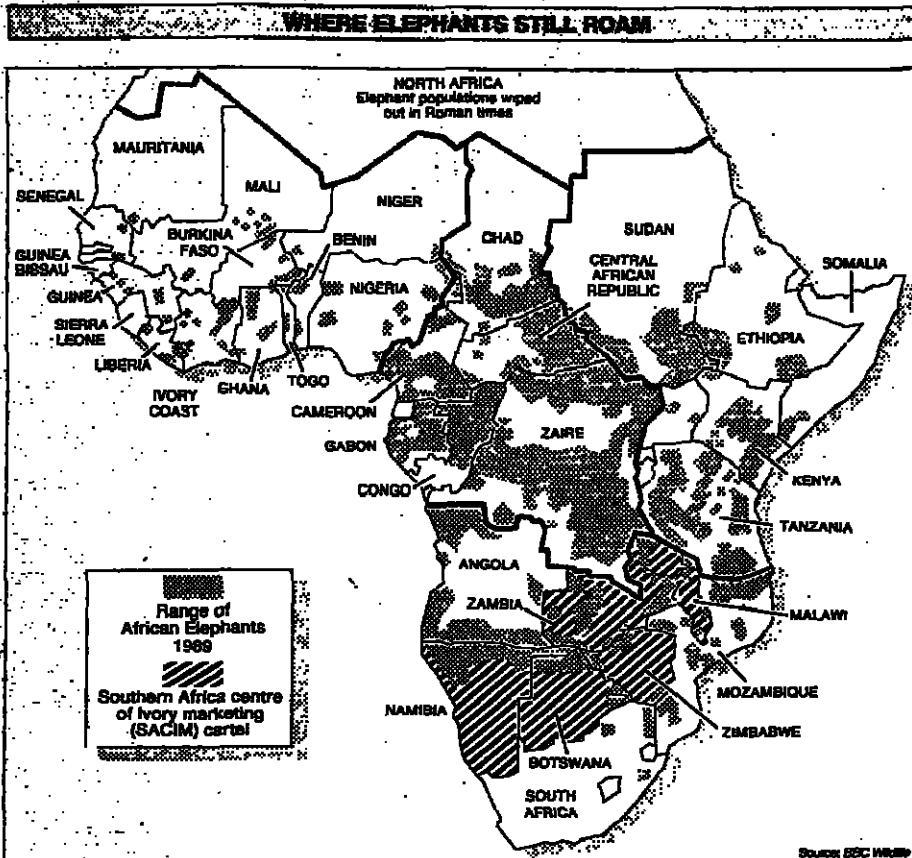 WHERE ELEPHANTS STILL ROAM
NORTH AFRICA
Elephant populations wiped
out in Roman times
MAURITANIA
MALI
NIGER
SENEGAL
BURKINA
FASO
BENIN
CHAD
SUDAN
CENTRAL
AFRICAN
REPUBLIC
SOMALIA
GUINEA
BISSAU
NIGERIA
GUINEA
SIERRA
LEONE
ETHIOPIA
LIBERIA
IVORY
COAST
GHANA
TOGO
CAMEROON
ZAIRE
GABON
KENYA
CONGO
TANZANIA
ANGOLA
ZAMBIA
MALAWI
Range of
African Elephants
1989
MOZAMBIQUE
Southern Africa centre
of Ivory marketing
(SACIM) cartel
NAMIBIA
ZIMBABWE
BOTSWANA
SOUTH
AFRICA
Source: BBC Wildlife